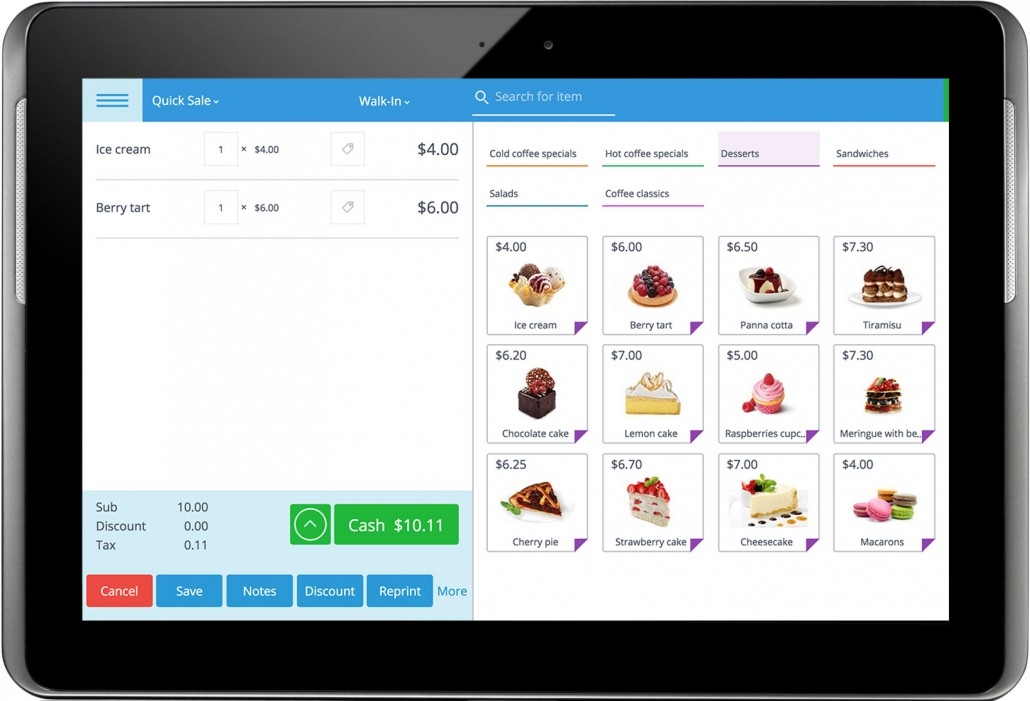 Quick Sale
Walk-In
Search for item
Ice cream 1 × $4.00 $4.00
Berry tart 1 × $6.00 $6.00
Sub 10.00
Discount 0.00
Tax 0.11
Cash $10.11
Cancel Save Notes Discount Reprint More
Cold coffee specials Hot coffee specials Desserts Sandwiches
Salads Coffee classics
$4.00 $6.00 $6.50 $7.30
Ice cream Berry tart Panna cotta Tiramisu
$6.20 $7.00 $5.00 $7.30
Chocolate cake Lemon cake Raspberries cupc.. Meringue with be..
$6.25 $6.70 $7.00 $4.00
Cherry pie Strawberry cake Cheesecake Macarons